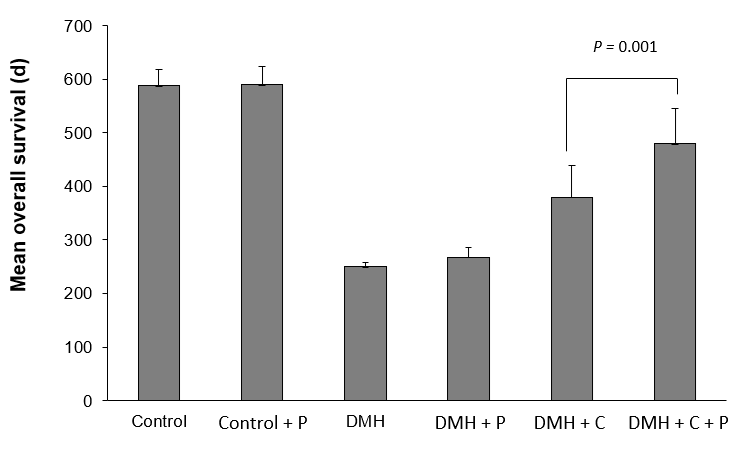 Mean overall survival (d)
700
600
500
400
300
200
100
0
P = 0.001
Control
Control + P
DMH
DMH + P
DMH + C
DMH + C + P